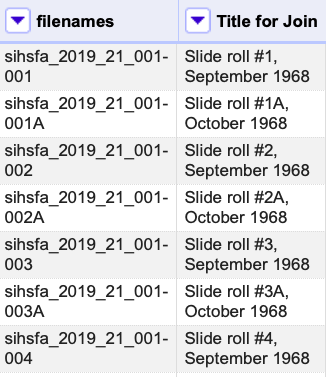 filenames Title for Join
sihsfa_2019_21_001- Slide roll #1,
001 September 1968
sihsfa_2019_21_001- Slide roll #1A,
001A October 1968
sihsfa_2019_21_001- Slide roll #2,
002 September 1968
sihsfa_2019_21_001- Slide roll #2A,
002A October 1968
sihsfa_2019_21_001- Slide roll #3,
003 September 1968
sihsfa_2019_21_001- Slide roll #3A,
003A October 1968
sihsfa_2019_21_001- Slide roll #4,
004 September 1968